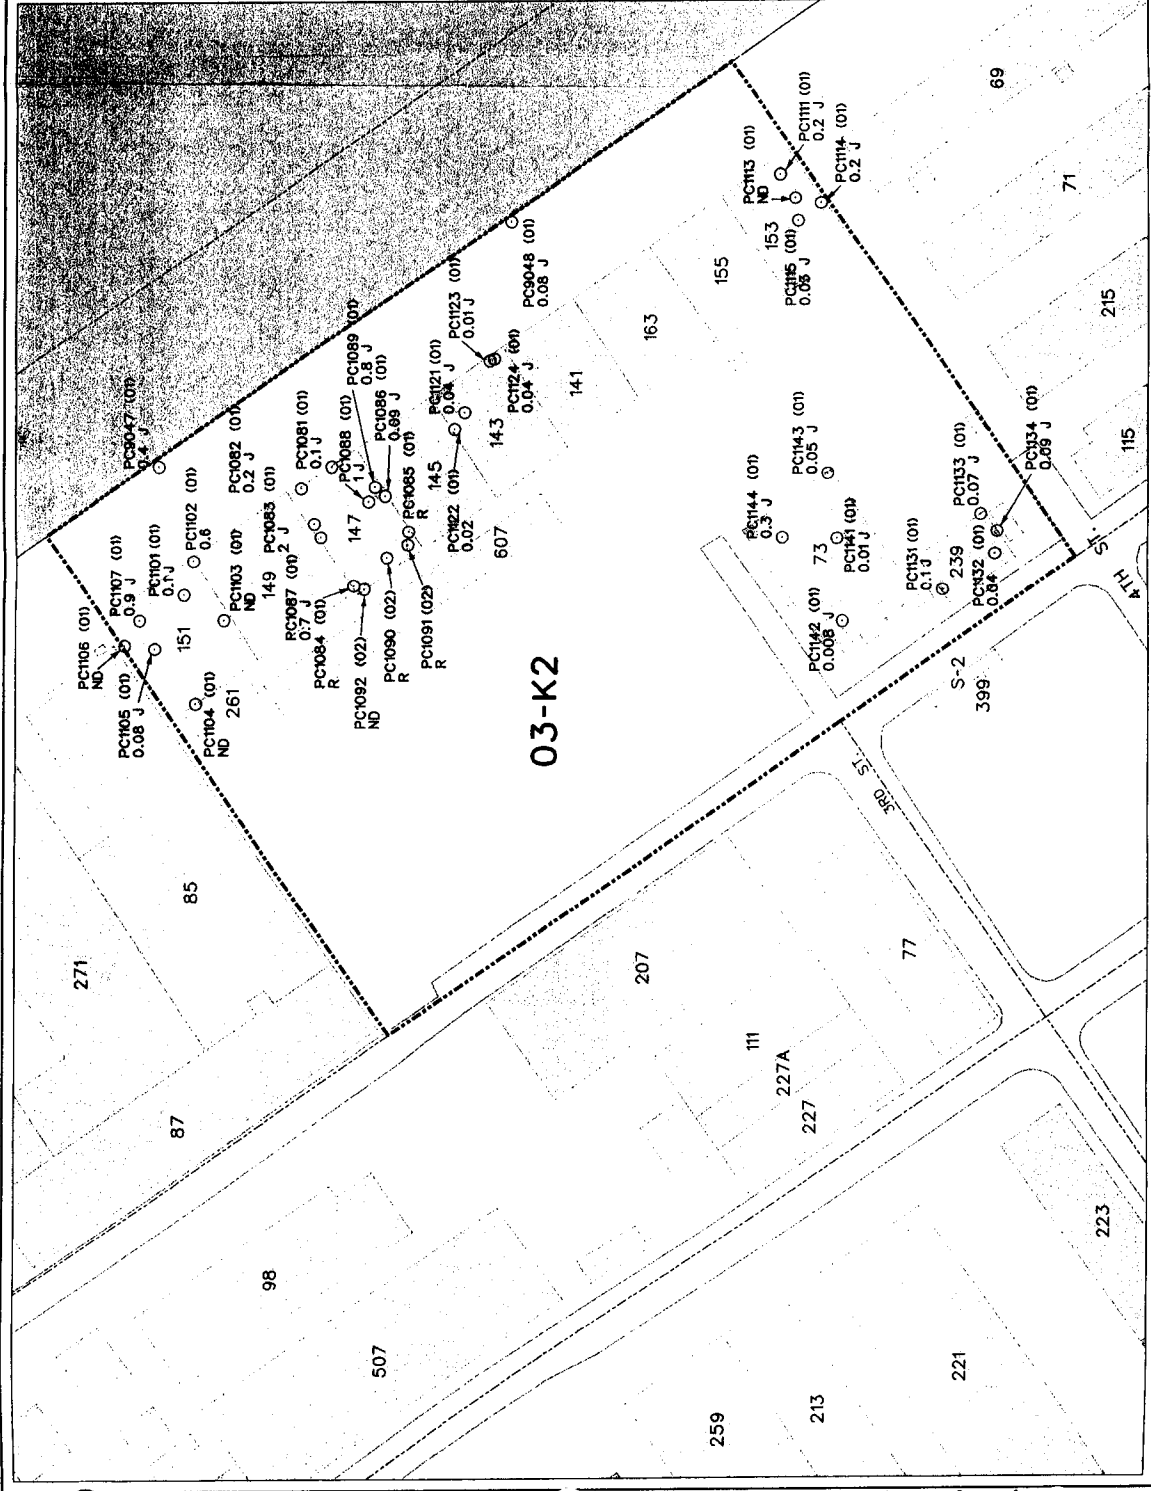 PC9047 (01)
0.4 J
PC1107 (01)
0.9 J
PC1106 (01)
ND
PC1101 (01)
0.1 J
PC1102 (01)
0.6
PC1105 (01)
0.08 J
151
PC1104 (01)
ND
PC1103 (01)
ND
261
149
PC1082 (01)
0.2 J
PC1083 (01)
2 J
PC1081 (01)
0.1 J
PC1088 (01)
1 J
PC1089 (01)
0.8 J
PC1086 (01)
0.09 J
PC1085 (01)
R
147
PC1087 (01)
0.7 J
PC1084 (01)
R
PC1092 (02)
ND
PC1090 (02)
R
PC1091 (02)
R
145
PC1121 (01)
0.04 J
PC1123 (01)
0.01 J
PC1122 (01)
0.02
143
PC1124 (01)
0.04 J
PC9048 (01)
0.08 J
607
141
163
155
153
PC1113 (01)
ND
PC1111 (01)
0.2 J
PC1114 (01)
0.2 J
PC1115 (01)
0.03 J
69
71
215
115
03-K2
PC1144 (01)
0.3 J
PC1143 (01)
0.05 J
73
PC1141 (01)
0.01 J
PC1142 (01)
0.008 J
PC1131 (01)
0.1 J
239
PC1133 (01)
0.07 J
PC1132 (01)
0.04
PC1134 (01)
0.09 J
4TH ST.
S-2
399
3RD ST.
271
85
87
207
77
111
227A
227
98
507
259
213
221
223